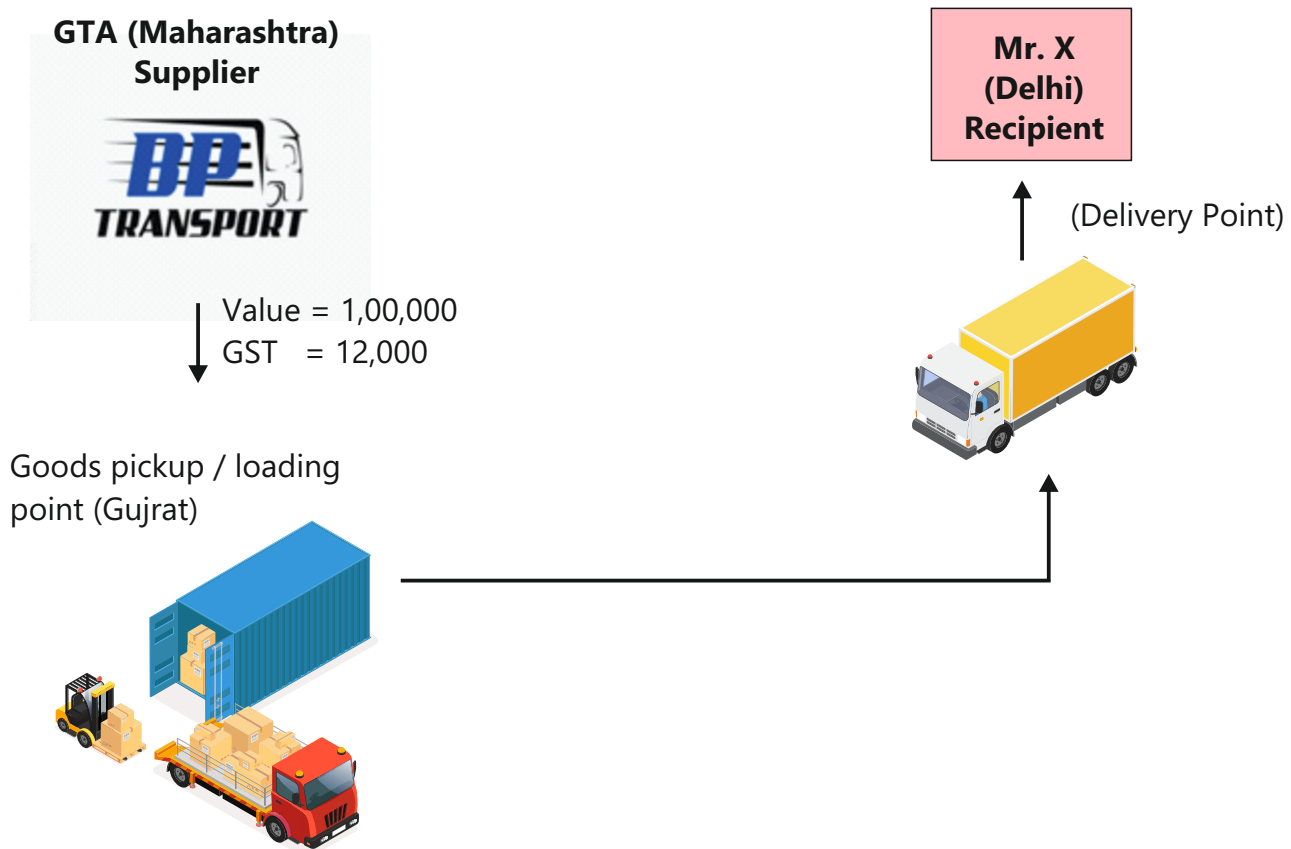 GTA (Maharashtra)
Supplier
BP
TRANSPORT
Value = 1,00,000
GST = 12,000
Goods pickup / loading
point (Gujrat)
Mr. X
(Delhi)
Recipient
(Delivery Point)